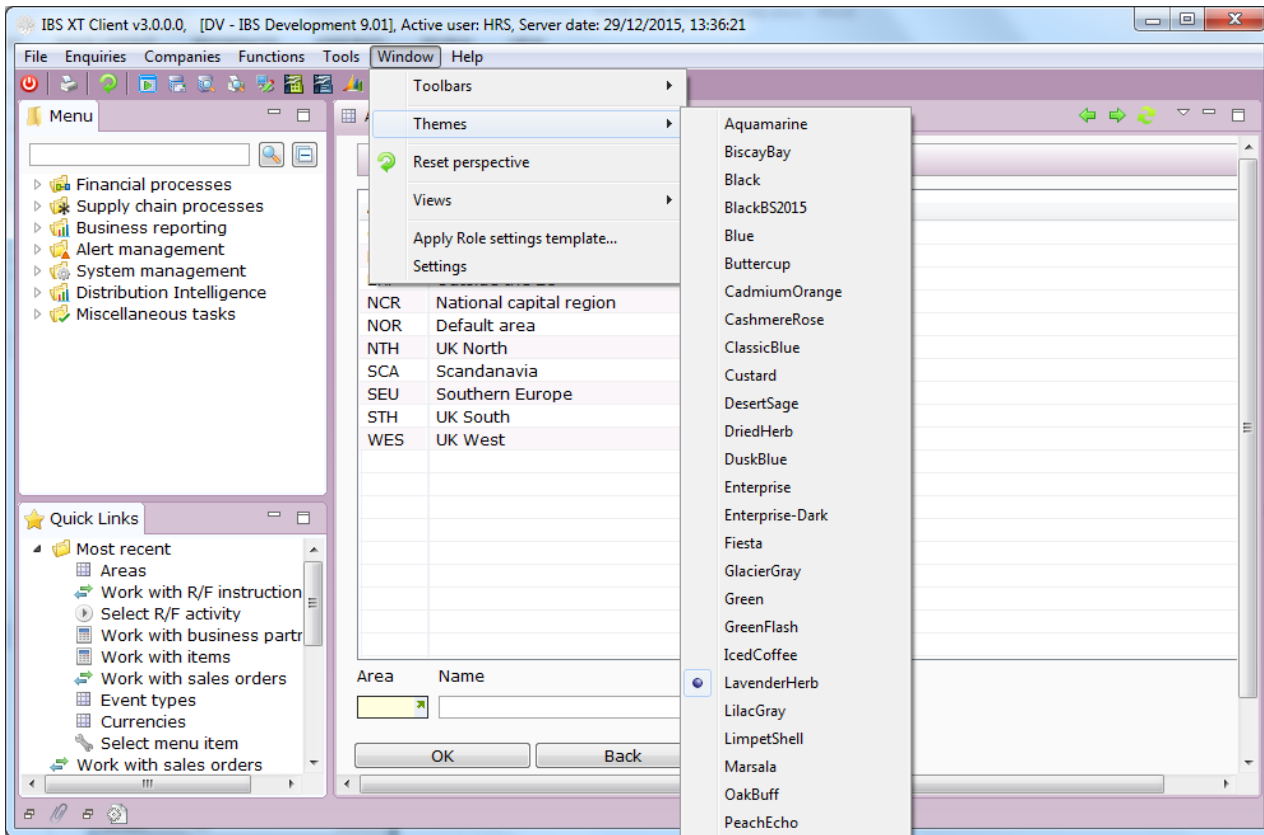 IBS XT Client v3.0.0.0, [DV - IBS Development 9.01], Active user: HRS, Server date: 29/12/2015, 13:36:21
File Enquiries Companies Functions Tools Window Help
Menu
Financial processes
Supply chain processes
Business reporting
Alert management
System management
Distribution Intelligence
Miscellaneous tasks
Quick Links
Most recent
Areas
Work with R/F instruction
Select R/F activity
Work with business partr
Work with items
Work with sales orders
Event types
Currencies
Select menu item
Work with sales orders
Toolbars
Themes
Reset perspective
Views
Apply Role settings template...
Settings
NCR National capital region
NOR Default area
NTH UK North
SCA Scandanavia
SEU Southern Europe
STH UK South
WES UK West
Area Name
OK Back
Aquamarine
BiscayBay
Black
BlackBS2015
Blue
Buttercup
CadmiumOrange
CashmereRose
ClassicBlue
Custard
DesertSage
DriedHerb
DuskBlue
Enterprise
Enterprise-Dark
Fiesta
GlacierGray
Green
GreenFlash
IcedCoffee
LavenderHerb
LilacGray
LimpetShell
Marsala
OakBuff
PeachEcho